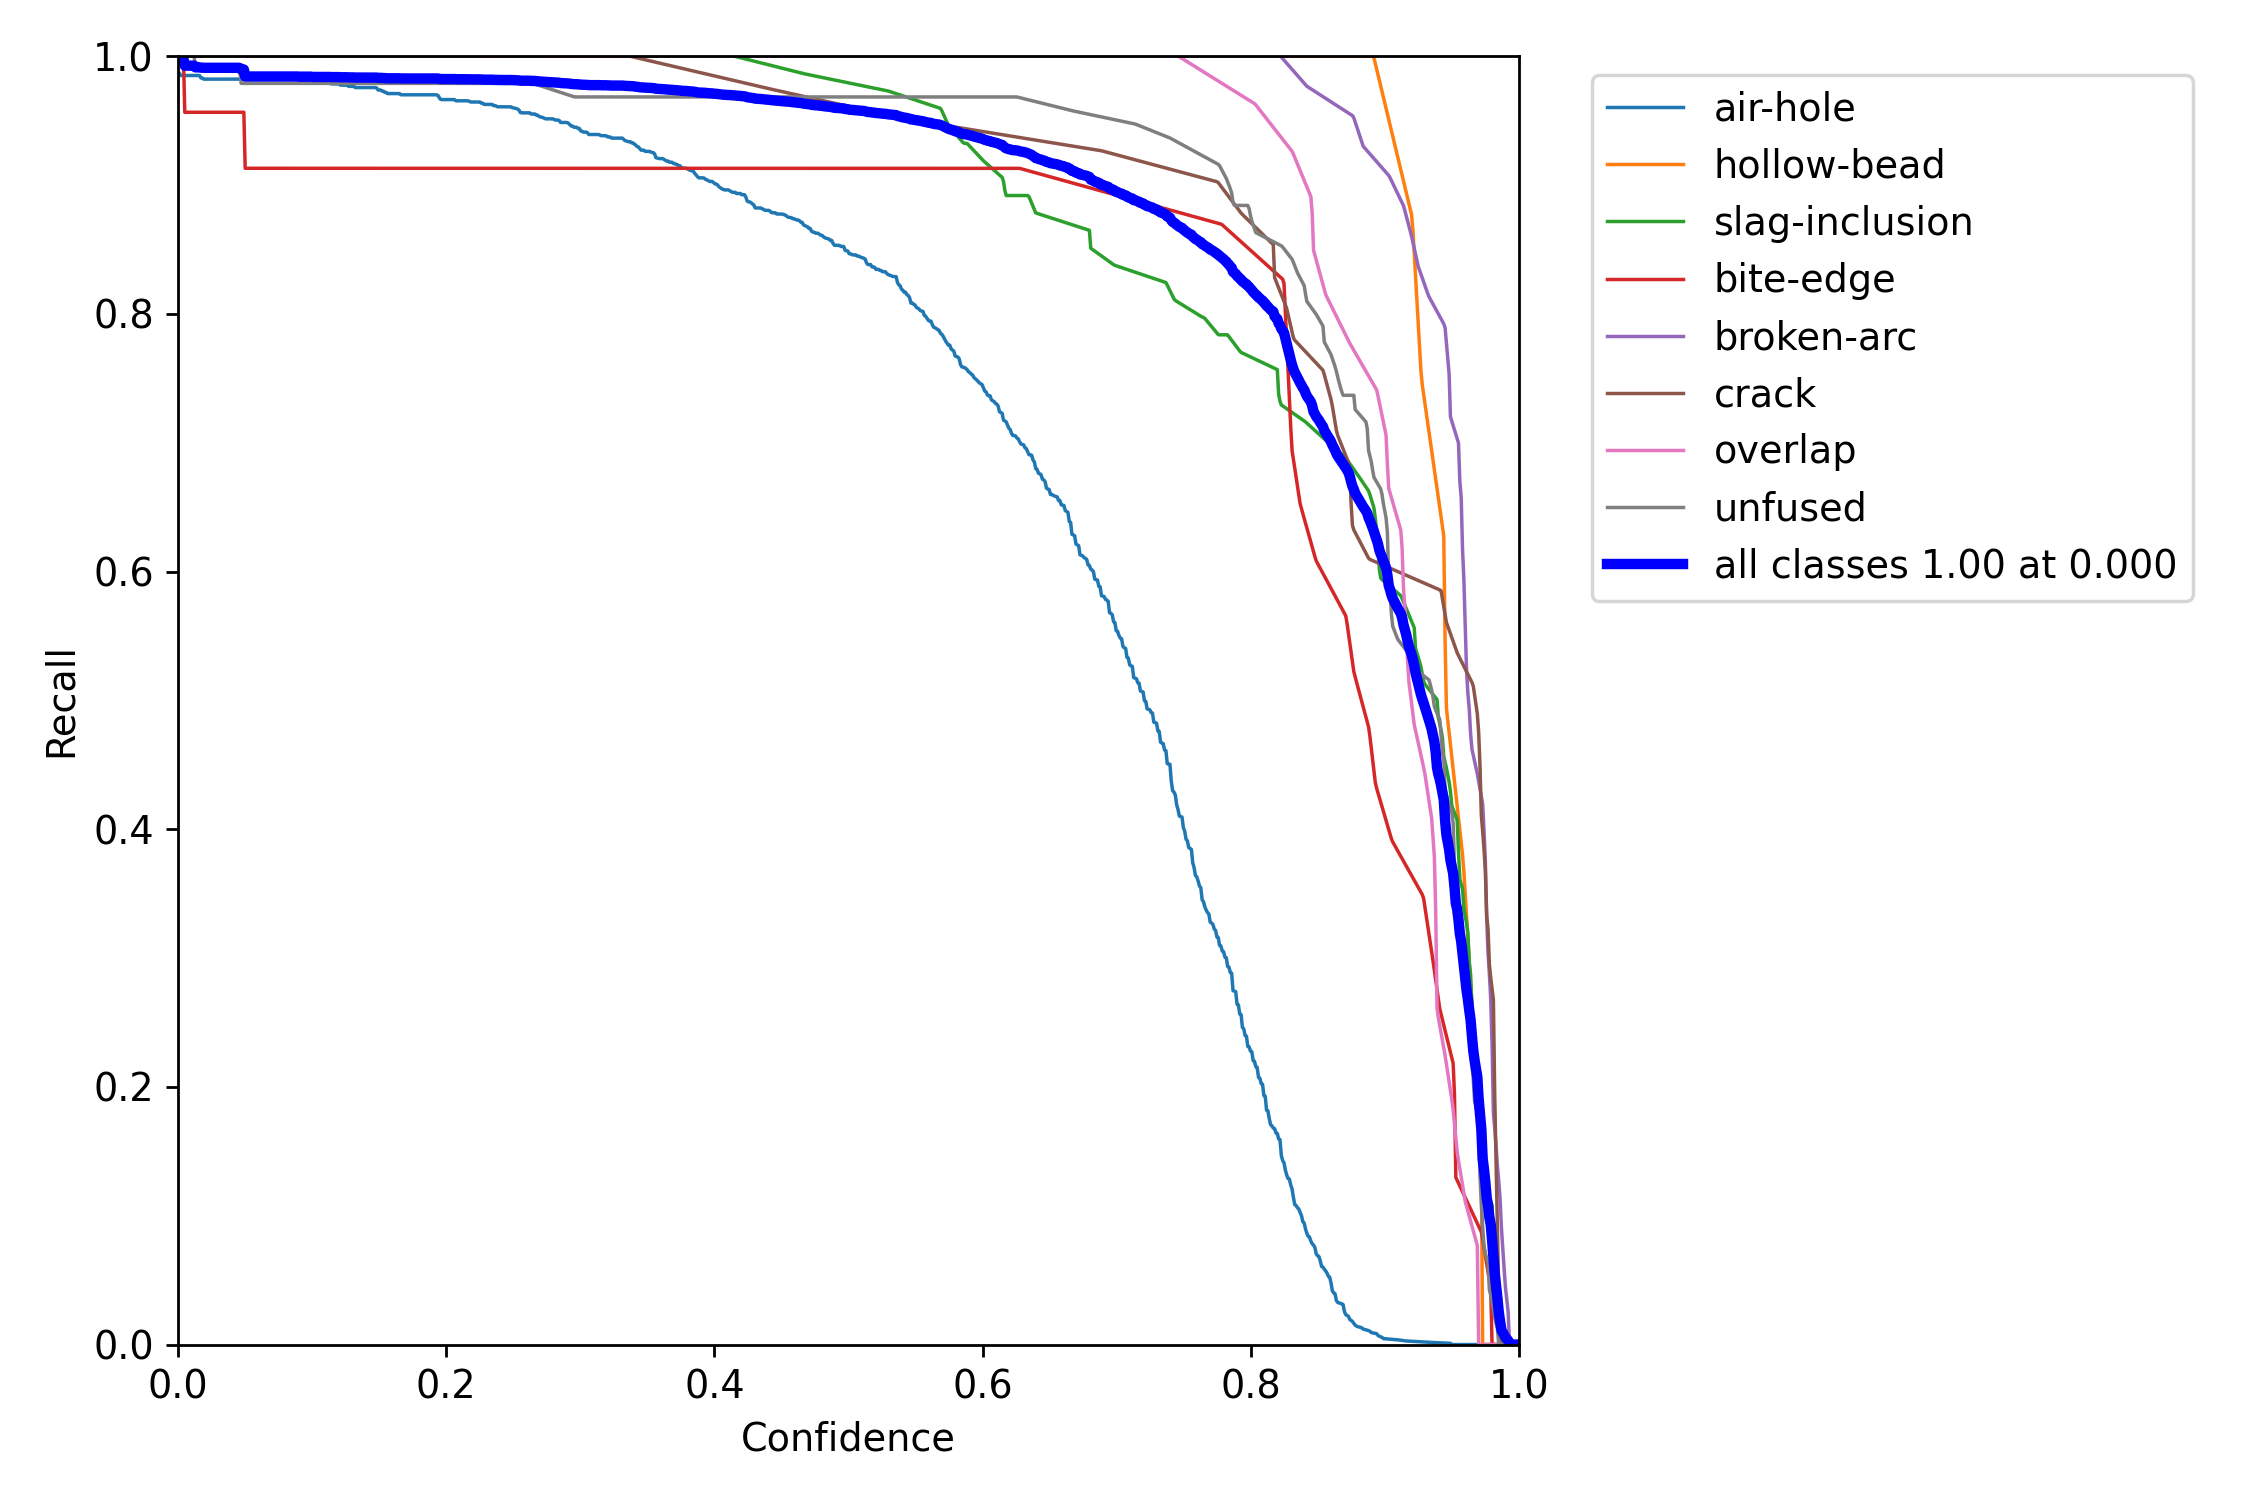 1.0
0.8
0.6
0.4
0.2
0.0
Recall
0.0 0.2 0.4 0.6 0.8 1.0
Confidence
air-hole
hollow-bead
slag-inclusion
bite-edge
broken-arc
crack
overlap
unfused
all classes 1.00 at 0.000